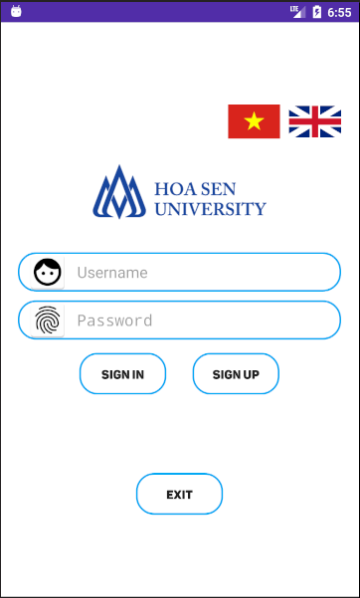 LTE 6:55
HOA SEN
UNIVERSITY
Username
Password
SIGN IN SIGN UP
EXIT